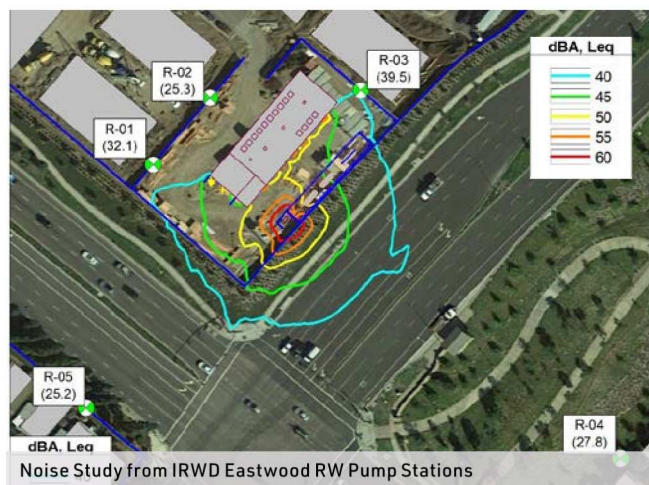 R-03
(39.5)
R-02
(25.3)
R-01
(32.1)
dBA, Leq
40
45
50
55
60
R-05
(25.2)
R-04
(27.8)
dBA, Leq
Noise Study from IRWD Eastwood RW Pump Stations